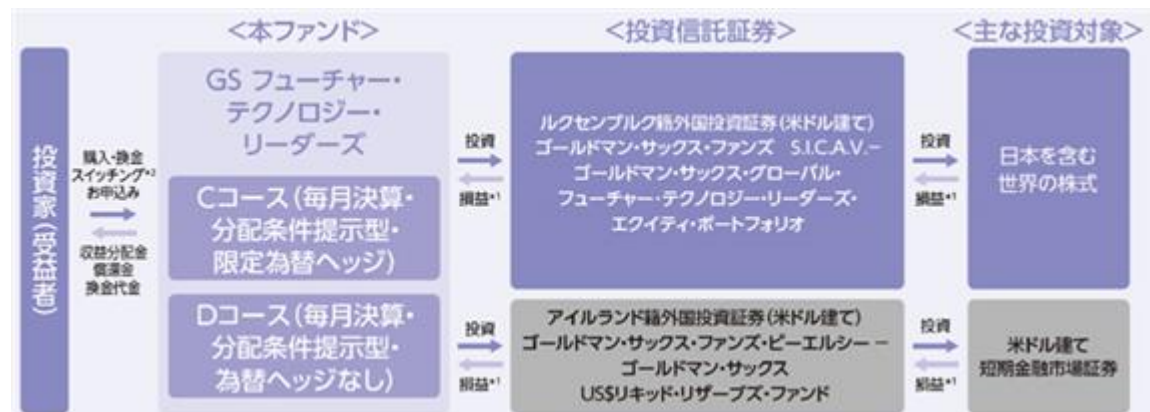 <本ファンド>
<投資信託証券>
<主な投資対象>
投資家(受益者)
購入・換金
スイッチング*2
お申込み
収益分配金
償還金
換金代金
GS フューチャー・
テクノロジー・
リーダーズ
Cコース(毎月決算・
分配条件提示型・
限定為替ヘッジ)
Dコース(毎月決算・
分配条件提示型・
為替ヘッジなし)
投資
損益*1
ルクセンブルク籍外国投資証券(米ドル建て)
ゴールドマン・サックス・ファンズ S.I.C.A.V.-
ゴールドマン・サックス・グローバル・
フューチャー・テクノロジー・リーダーズ・
エクイティ・ポートフォリオ
投資
損益*1
日本を含む
世界の株式
投資
損益*1
アイルランド籍外国投資証券(米ドル建て)
ゴールドマン・サックス・ファンズ・ピーエルシー-
ゴールドマン・サックス
US$リキッド・リザーブズ・ファンド
投資
損益*1
米ドル建て
短期金融市場証券